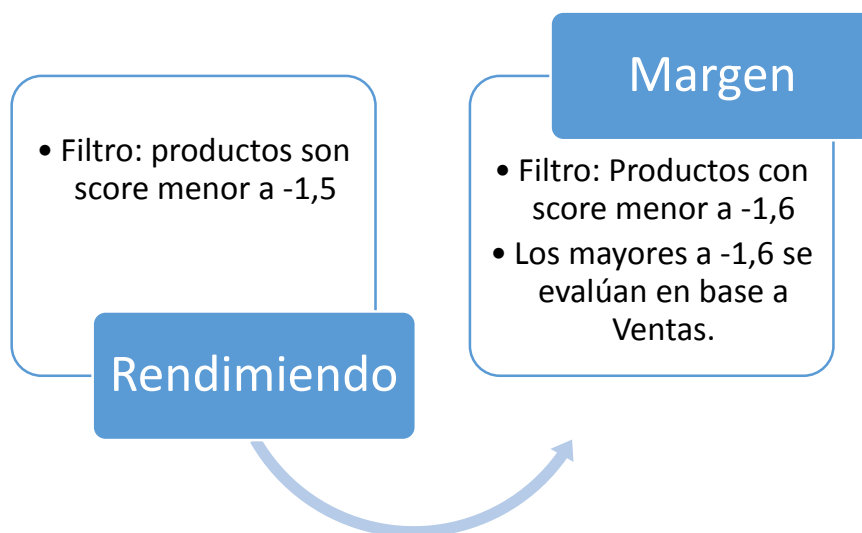 • Filtro: productos son
score menor a -1,5
Rendimiendo
Margen
• Filtro: Productos con
score menor a -1,6
• Los mayores a -1,6 se
evalúan en base a
Ventas.